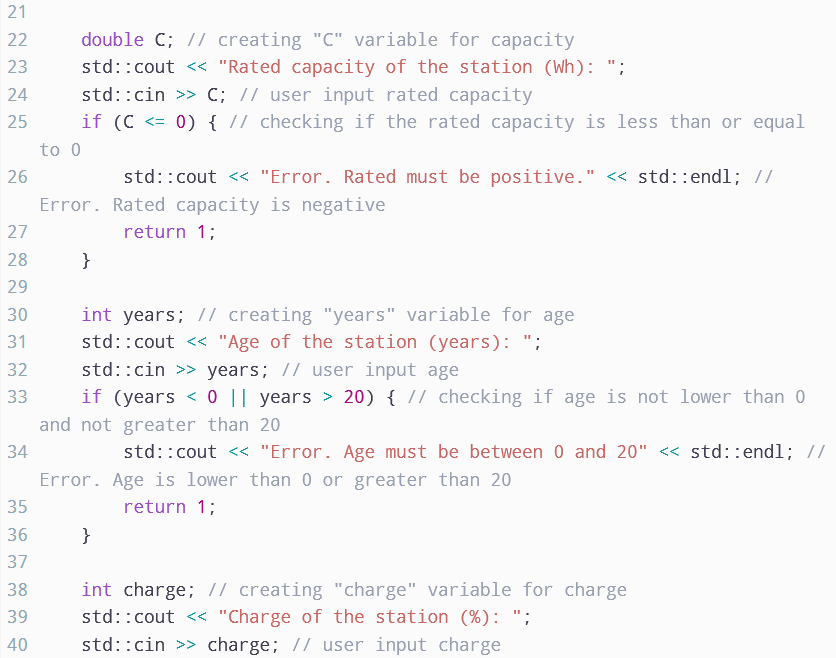 21
22 double C; // creating "C" variable for capacity
23 std::cout << "Rated capacity of the station (Wh): ";
24 std::cin >> C; // user input rated capacity
25 if (C <= 0) { // checking if the rated capacity is less than or equal
to 0
26 std::cout << "Error. Rated must be positive." << std::endl; //
Error. Rated capacity is negative
27 return 1;
28 }
29
30 int years; // creating "years" variable for age
31 std::cout << "Age of the station (years): ";
32 std::cin >> years; // user input age
33 if (years < 0 || years > 20) { // checking if age is not lower than 0
and not greater than 20
34 std::cout << "Error. Age must be between 0 and 20" << std::endl; //
Error. Age is lower than 0 or greater than 20
35 return 1;
36 }
37
38 int charge; // creating "charge" variable for charge
39 std::cout << "Charge of the station (%): ";
40 std::cin >> charge; // user input charge